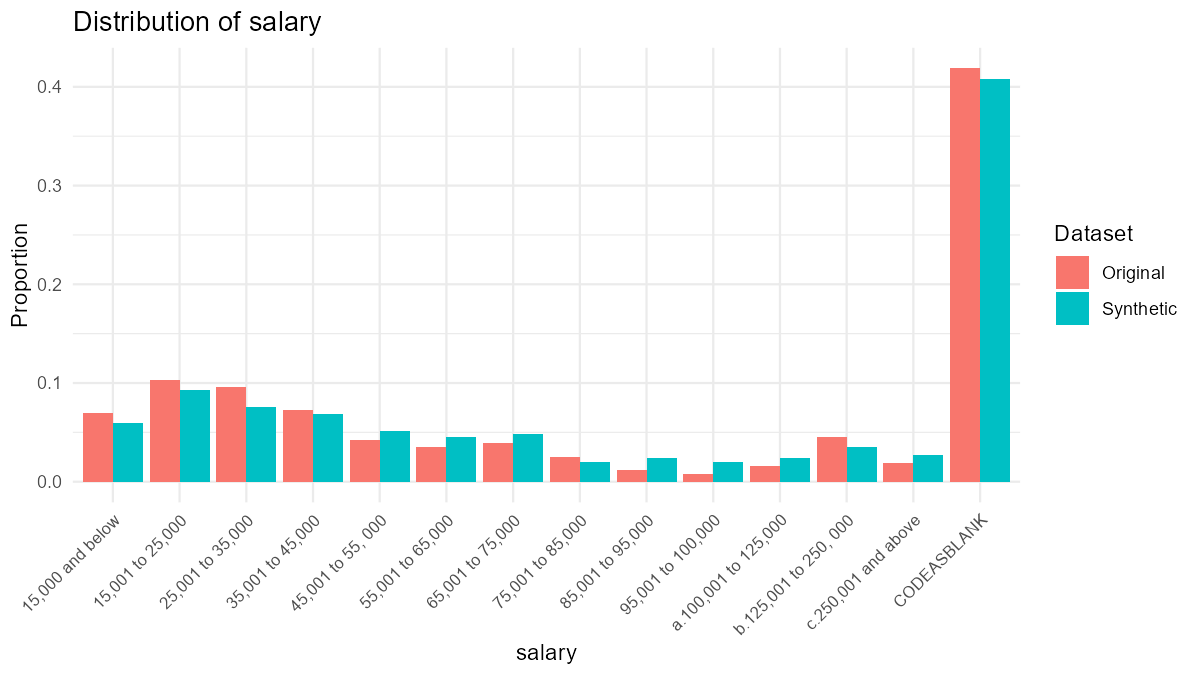 Distribution of salary
Proportion
0.4
0.3
0.2
0.1
0.0
15,000 and below
15,001 to 25,000
25,001 to 35,000
35,001 to 45,000
45,001 to 55, 000
55,001 to 65,000
65,001 to 75,000
75,001 to 85,000
85,001 to 95,000
95,001 to 100,000
a.100,001 to 125,000
b.125,001 to 250, 000
c.250,001 and above
CODEASBLANK
salary
Dataset
Original
Synthetic